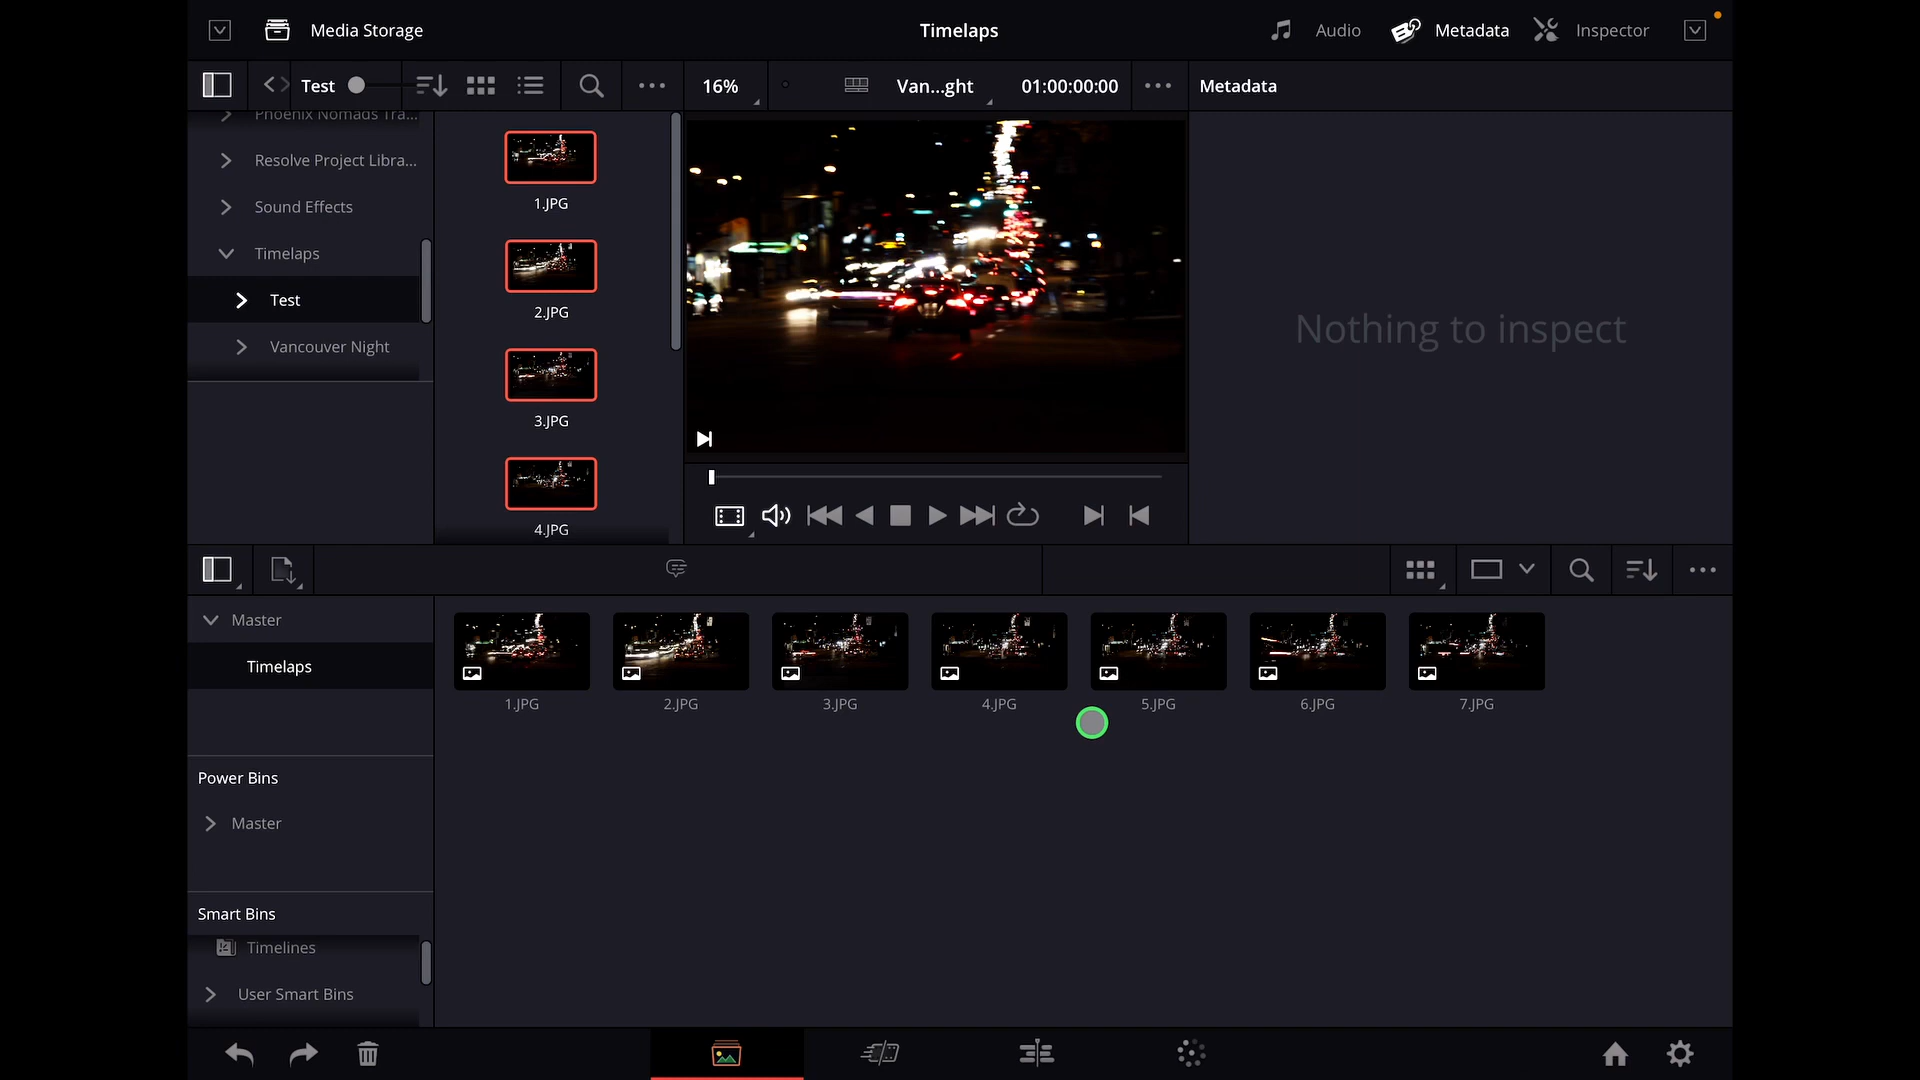 Media Storage
Timelaps
Audio
Metadata
Inspector
Test
16%
Van...ght
01:00:00:00
Metadata
Phoenix Nomads Tra...
Resolve Project Libra...
Sound Effects
Timelaps
Test
Vancouver Night
1.JPG
2.JPG
3.JPG
4.JPG
Nothing to inspect
Master
Timelaps
Power Bins
Master
Smart Bins
Timelines
User Smart Bins
1.JPG
2.JPG
3.JPG
4.JPG
5.JPG
6.JPG
7.JPG